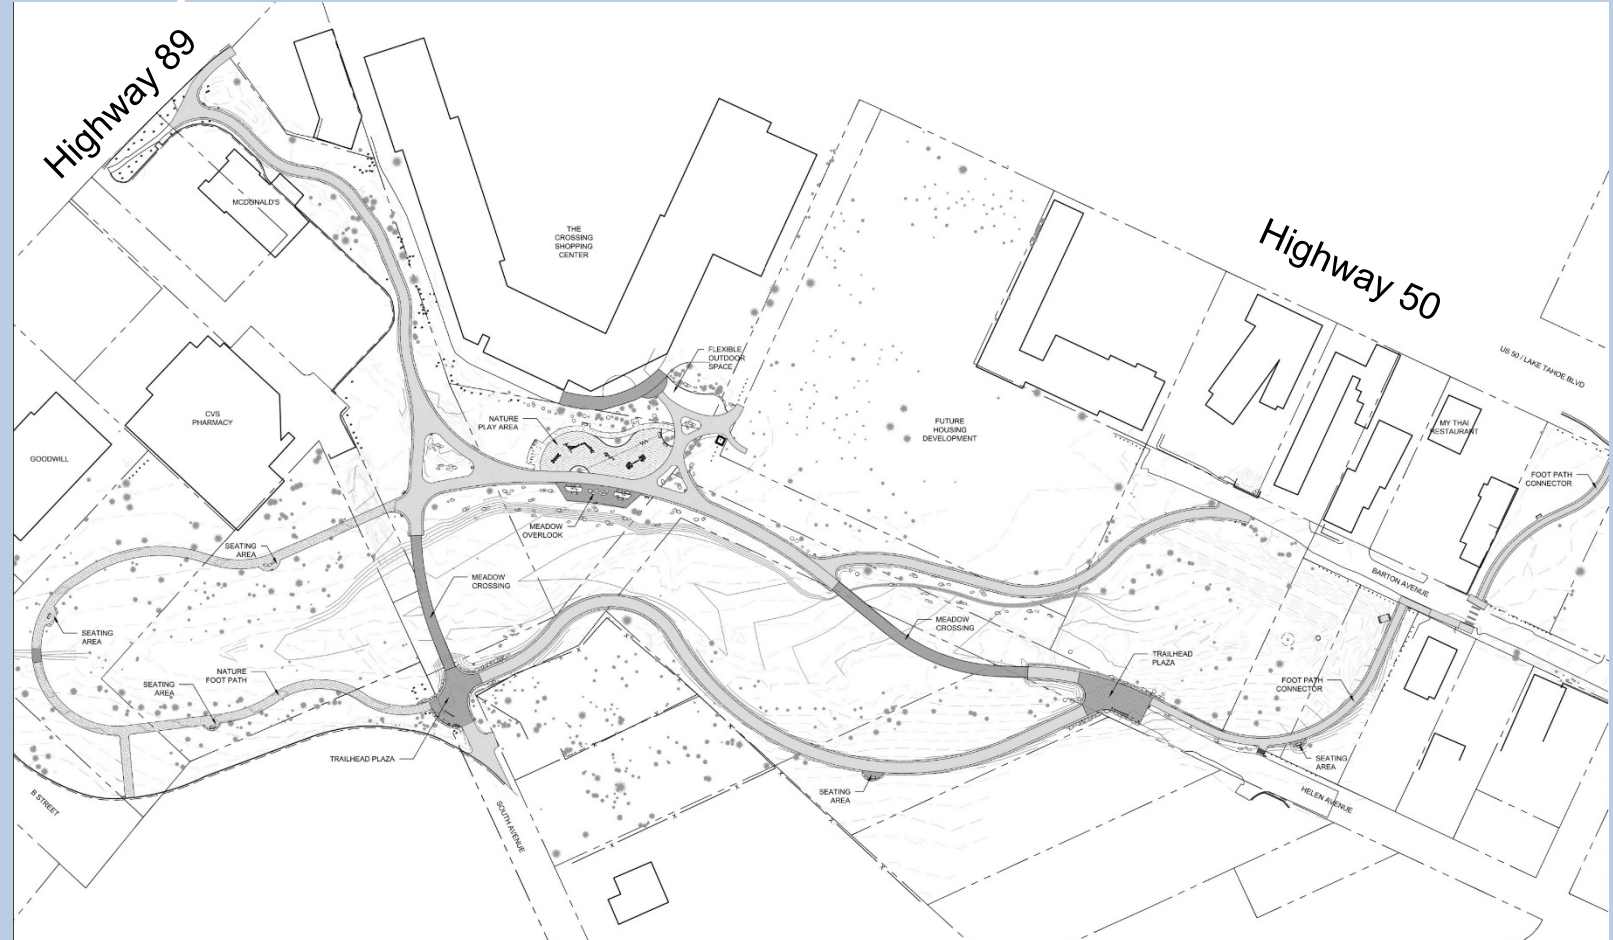 Highway 89
MCDONALD'S
THE
CROSSING
SHOPPING
CENTER
Highway 50
US 50 / LAKE TAHOE BLVD
FLEXIBLE
OUTDOOR
SPACE
NATURE
PLAY AREA
CVS
PHARMACY
FUTURE
HOUSING
DEVELOPMENT
MY THAI
RESTAURANT
GOODWILL
FOOT PATH
CONNECTOR
MEADOW
OVERLOOK
SEATING
AREA
MEADOW
CROSSING
BARTON AVENUE
MEADOW
CROSSING
SEATING
AREA
TRAILHEAD
PLAZA
NATURE
FOOT PATH
SEATING
AREA
FOOT PATH
CONNECTOR
TRAILHEAD PLAZA
SEATING
AREA
SEATING
AREA
B STREET
SOUTH AVENUE
HELEN AVENUE